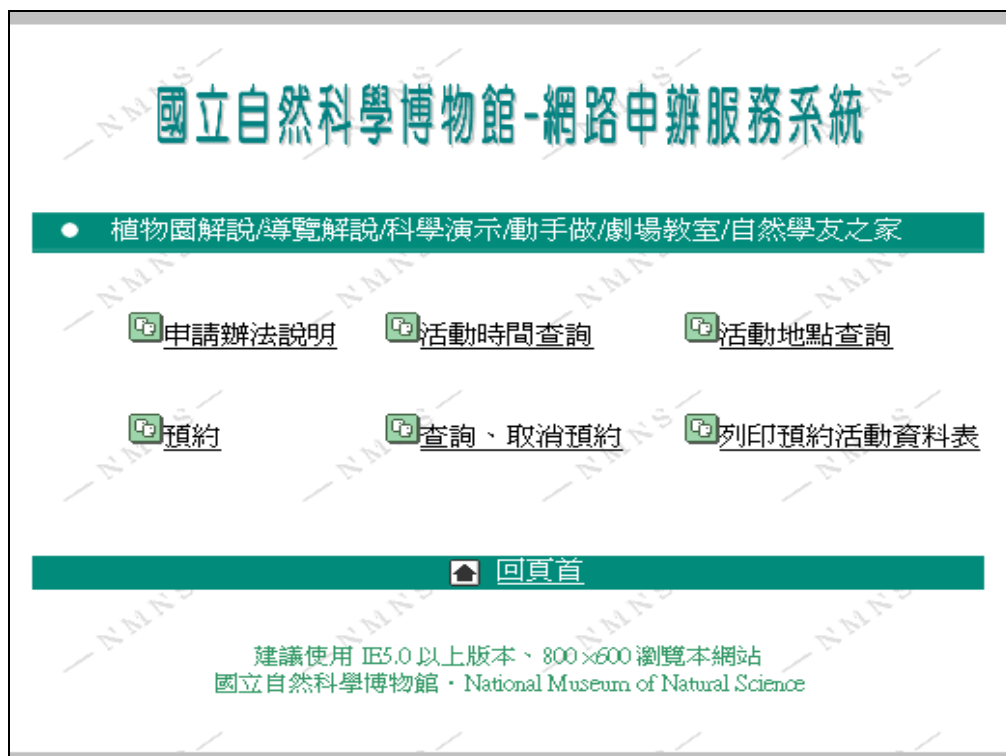 國立自然科學博物館-網路申辦服務系統
● 植物園解說/導覽解說/科學演示/動手做/劇場教室/自然學友之家
申請辦法說明 活動時間查詢 活動地點查詢
預約 查詢、取消預約 列印預約活動資料表
回頁首
建議使用 IE5.0 以上版本、800×600 瀏覽本網站
國立自然科學博物館・National Museum of Natural Science
NMNS